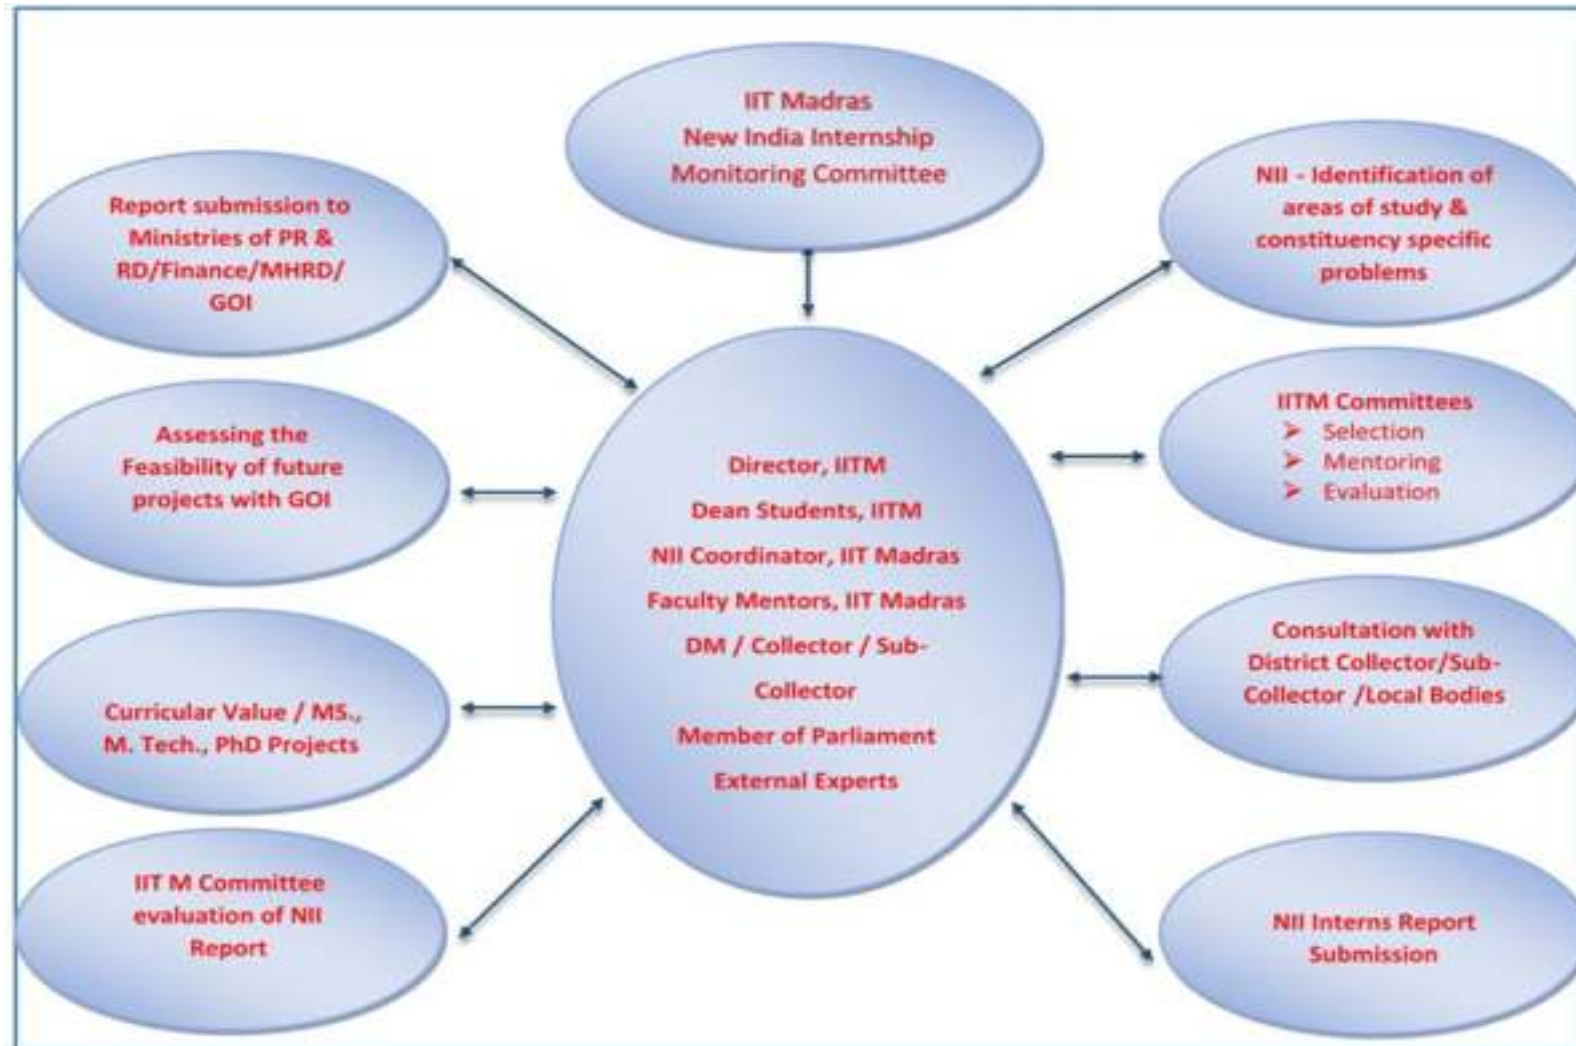 IIT Madras
New India Internship
Monitoring Committee
Report submission to
Ministries of PR &
RD/Finance/MHRD/
GOI
NII - Identification of
areas of study &
constituency specific
problems
Assessing the
Feasibility of future
projects with GOI
IITM Committees
➢ Selection
➢ Mentoring
➢ Evaluation
Director, IITM
Dean Students, IITM
NII Coordinator, IIT Madras
Faculty Mentors, IIT Madras
DM / Collector / Sub-
Collector
Member of Parliament
External Experts
Curricular Value / MS.,
M. Tech., PhD Projects
Consultation with
District Collector/Sub-
Collector /Local Bodies
IIT M Committee
evaluation of NII
Report
NII Interns Report
Submission